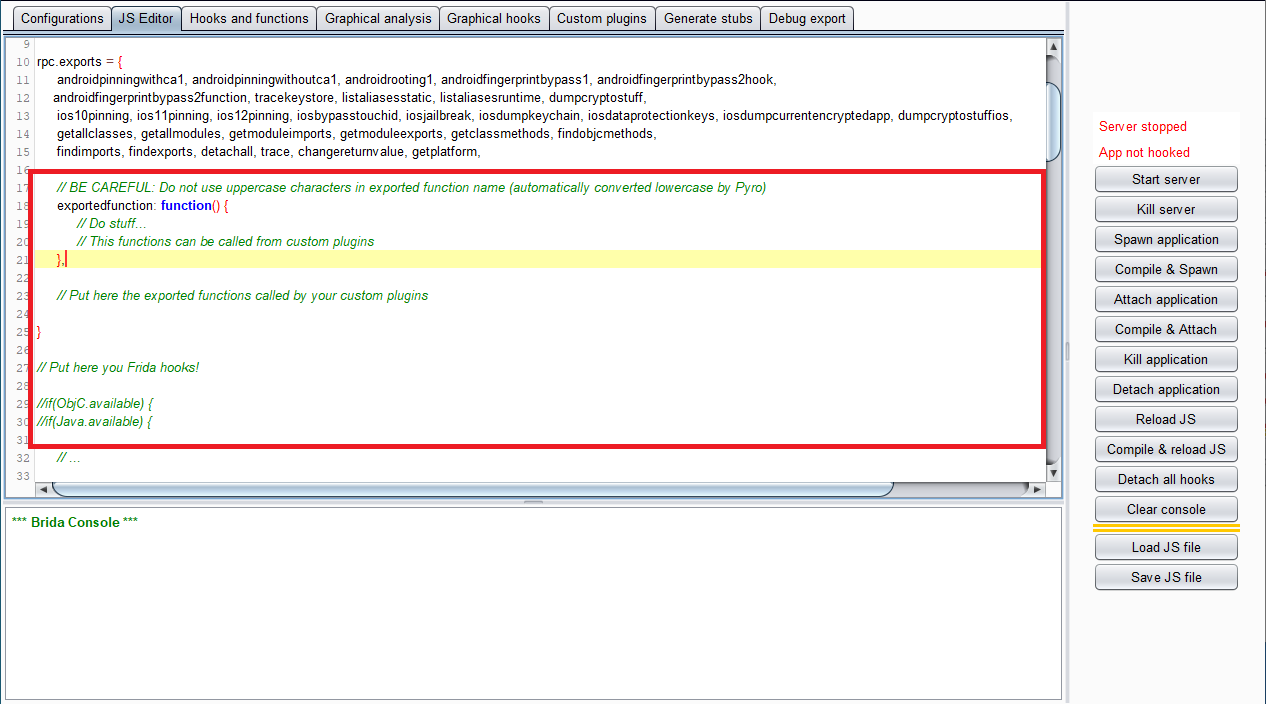 Configurations JS Editor Hooks and functions Graphical analysis Graphical hooks Custom plugins Generate stubs Debug export
9
10 rpc.exports = {
11 androidpinningwithca1, androidpinningwithoutca1, androidrooting1, androidfingerprintbypass1, androidfingerprintbypass2hook,
12 androidfingerprintbypass2function, tracekeystore, listaliasesstatic, listaliasesruntime, dumpcryptostuff,
13 ios10pinning, ios11pinning, ios12pinning, iosbypasstouchid, iosjailbreak, iosdumpkeychain, iosdataprotectionkeys, iosdumpcurrentencryptedapp, dumpcryptostuffios,
14 getallclasses, getallmodules, getmoduleimports, getmoduleexports, getclassmethods, findobjcmethods,
15 findimports, findexports, detachall, trace, changereturnvalue, getplatform,
16
17 // BE CAREFUL: Do not use uppercase characters in exported function name (automatically converted lowercase by Pyro)
18 exportedfunction: function() {
19 // Do stuff...
20 // This functions can be called from custom plugins
21 },
22
23 // Put here the exported functions called by your custom plugins
24
25 }
26
27 // Put here you Frida hooks!
28
29 //if(ObjC.available) {
30 //if(Java.available) {
31
32 // ...
33
*** Brida Console ***
Server stopped
App not hooked
Start server
Kill server
Spawn application
Compile & Spawn
Attach application
Compile & Attach
Kill application
Detach application
Reload JS
Compile & reload JS
Detach all hooks
Clear console
Load JS file
Save JS file